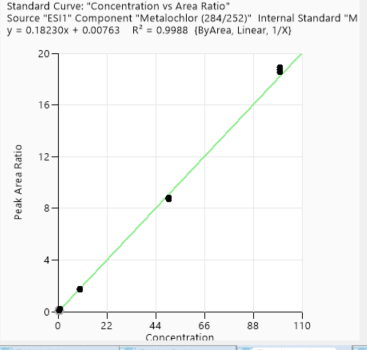 Standard Curve: "Concentration vs Area Ratio"
Source "ESI1" Component "Metalochlor (284/252)" Internal Standard "M
y = 0.18230x + 0.00763 R² = 0.9988 (ByArea, Linear, 1/X)
20
16
12
8
4
0
Peak Area Ratio
0 22 44 66 88 110
Concentration